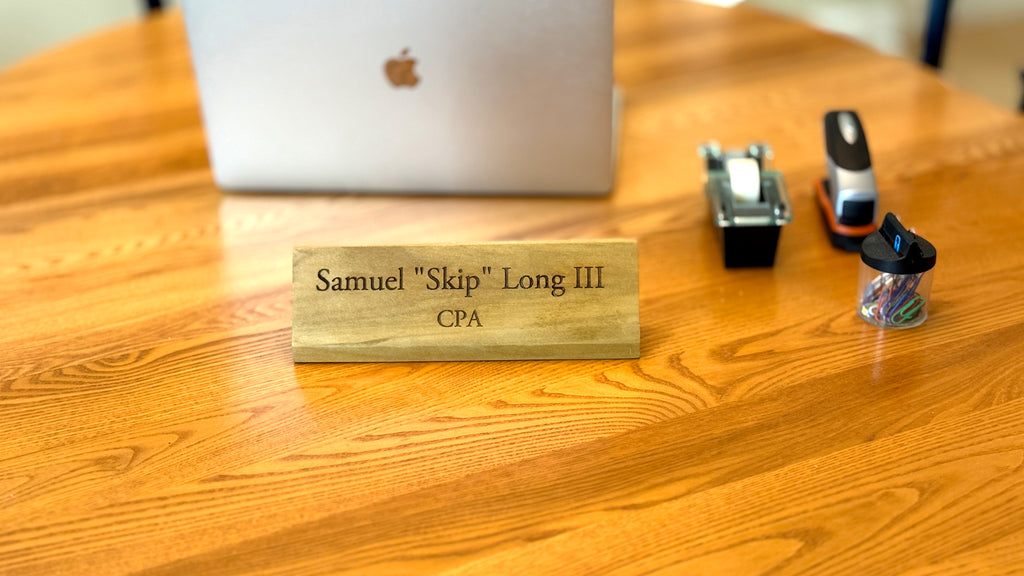 Samuel "Skip" Long III
CPA